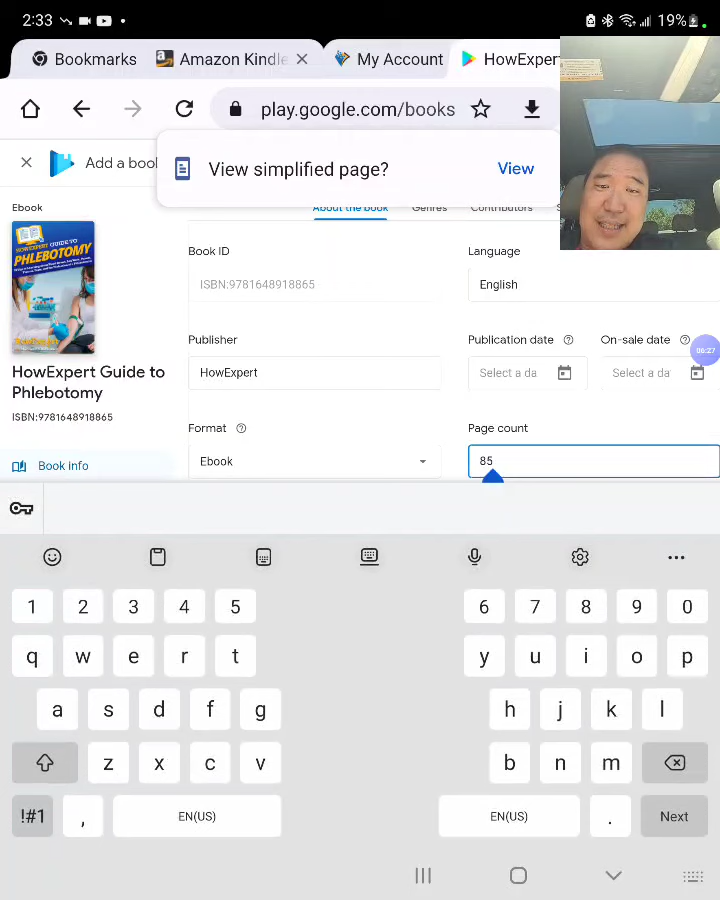 2:33
19%
Bookmarks
Amazon Kindle
My Account
HowExper
play.google.com/books
View simplified page?
View
Add a book
About the book
Genres
Contributors
Ebook
HOWEXPERT GUIDE TO
PHLEBOTOMY
HowExpert
HowExpert Guide to
Phlebotomy
ISBN:9781648918865
Book info
Book ID
ISBN:9781648918865
Language
English
Publisher
HowExpert
Publication date
Select a da
On-sale date
Select a da
06:27
Format
Ebook
Page count
85
1 2 3 4 5 6 7 8 9 0
q w e r t y u i o p
a s d f g h j k l
z x c v b n m
!#1 , EN(US) EN(US) . Next